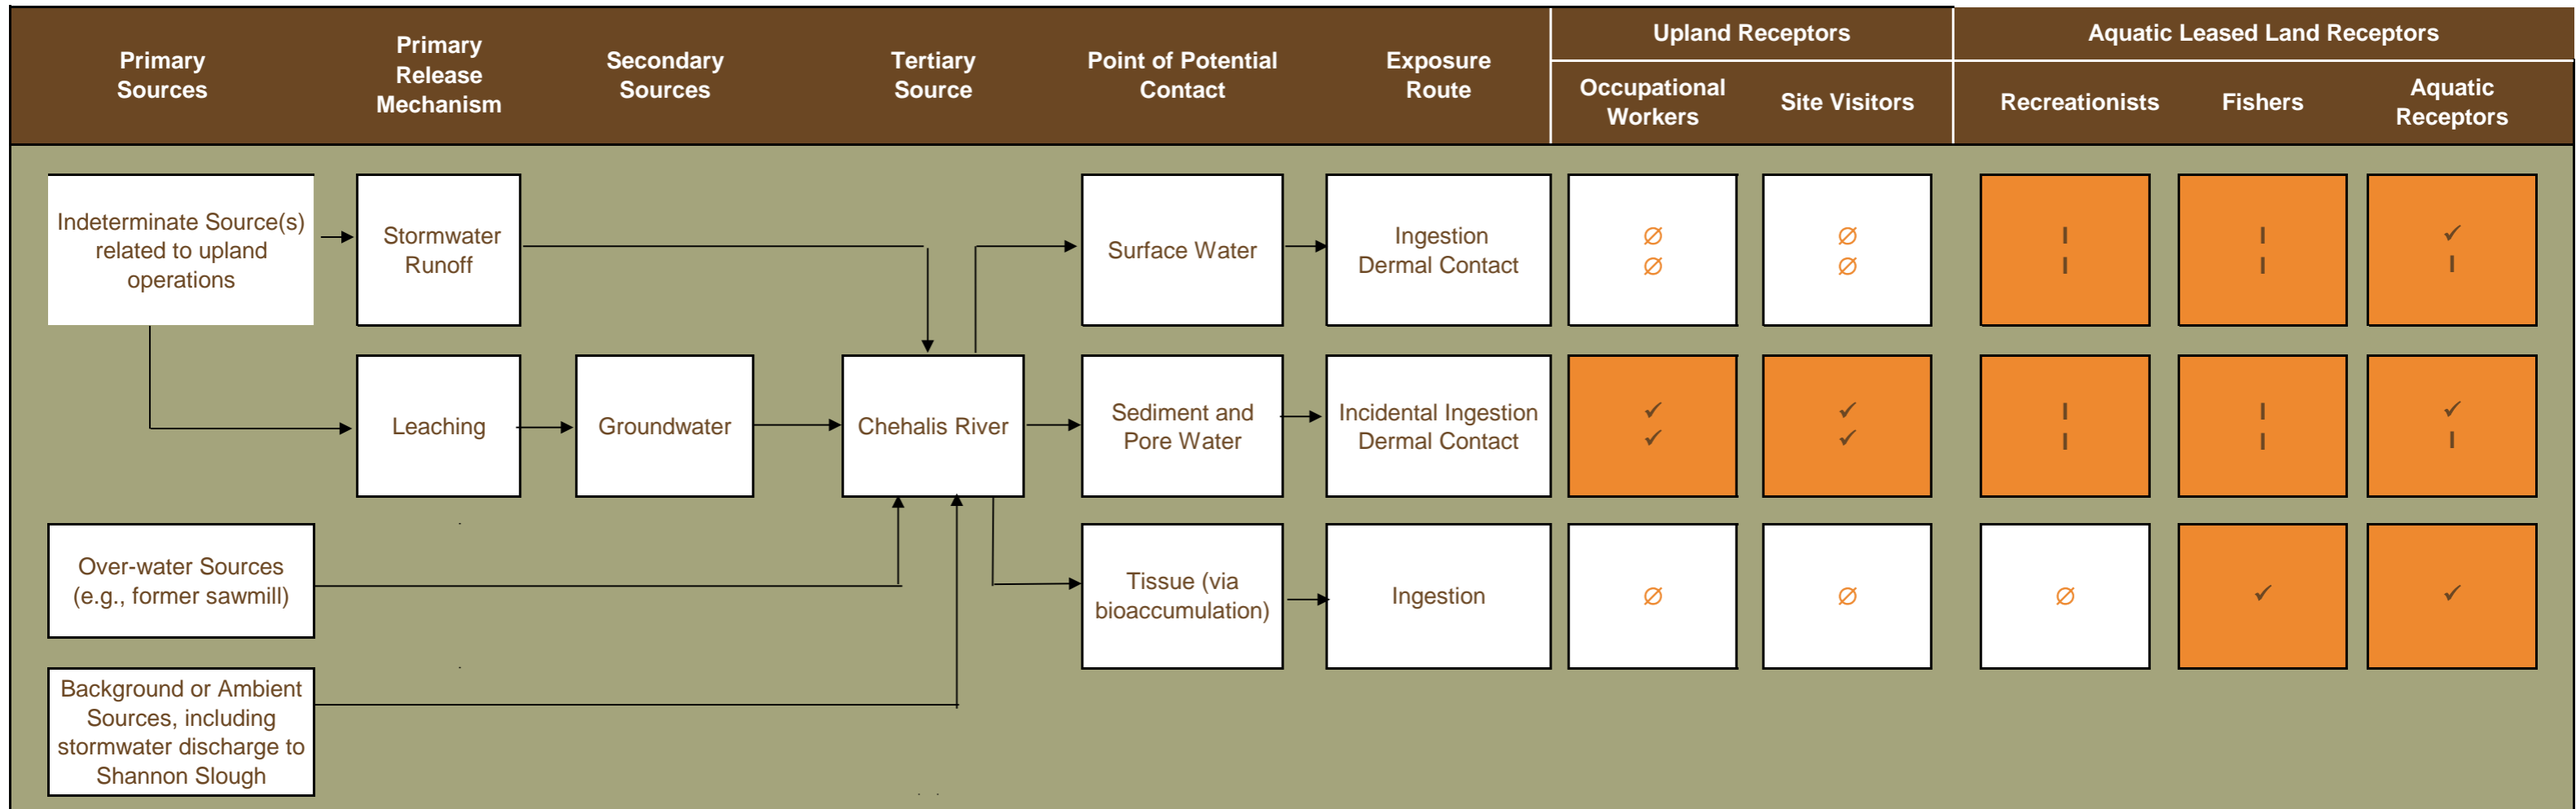 Primary
Sources
Primary
Release
Mechanism
Secondary
Sources
Tertiary
Source
Point of Potential
Contact
Exposure
Route
Upland Receptors
Occupational
Workers
Site Visitors
Aquatic Leased Land Receptors
Recreationists
Fishers
Aquatic
Receptors
Indeterminate Source(s)
related to upland
operations
Stormwater
Runoff
Surface Water
Ingestion
Dermal Contact
∅
∅
∅
∅
I
I
I
I
✓
I
Leaching
Groundwater
Chehalis River
Sediment and
Pore Water
Incidental Ingestion
Dermal Contact
✓
✓
✓
✓
I
I
I
I
✓
I
Over-water Sources
(e.g., former sawmill)
Tissue (via
bioaccumulation)
Ingestion
∅
∅
∅
✓
✓
Background or Ambient
Sources, including
stormwater discharge to
Shannon Slough